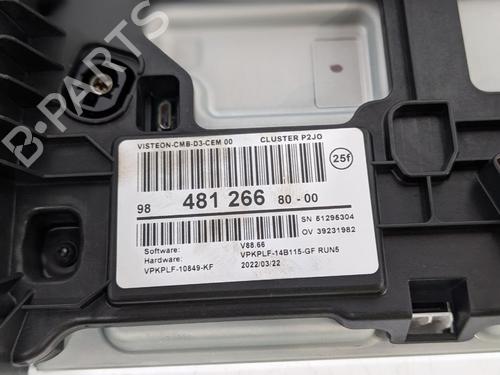 B-PARTS
VISTEON-CMB-D3-CEM 00 CLUSTER P2JO
25f
98 481 266 80-00
SN 51295304
OV 39231982
Software: V88.66
Hardware: VPKPLF-14B115-GF RUN5
VPKPLF-10849-KF 2022/03/22